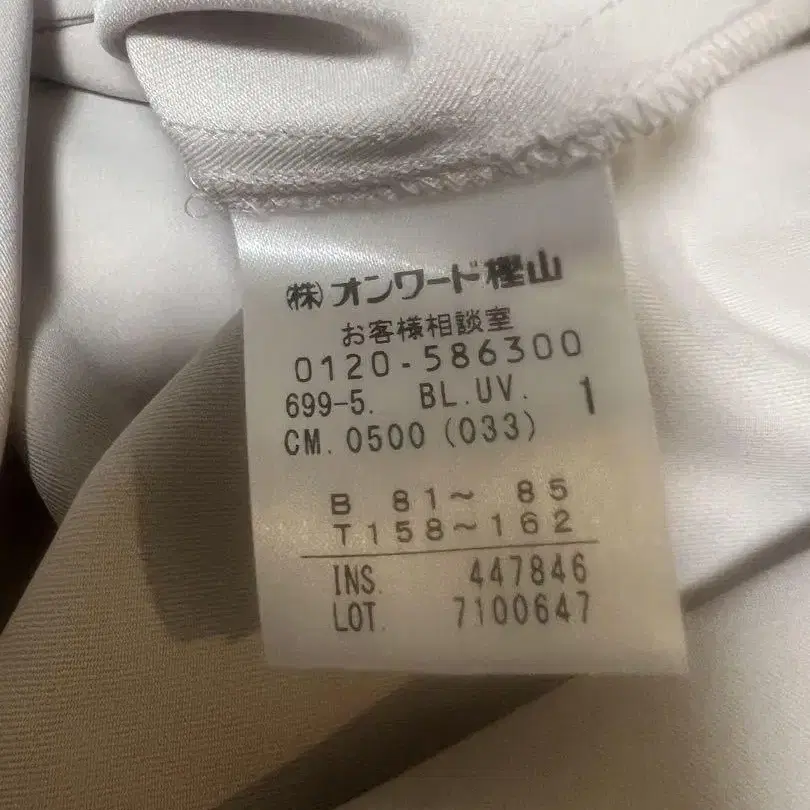 ㈱オンワード樫山
お客様相談室
0120-586300
699-5. BL.UV. 1
CM. 0500 (033)
B 81～ 85
T158～162
INS. 447846
LOT. 7100647